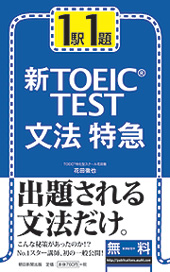 1駅1題
新TOEIC®
TEST
文法 特急
花田徹也
出題される
文法だけ。
こんな秘策があったのか!?
No.1スター講師、初の一般公開!
無料
朝日新聞出版
定価